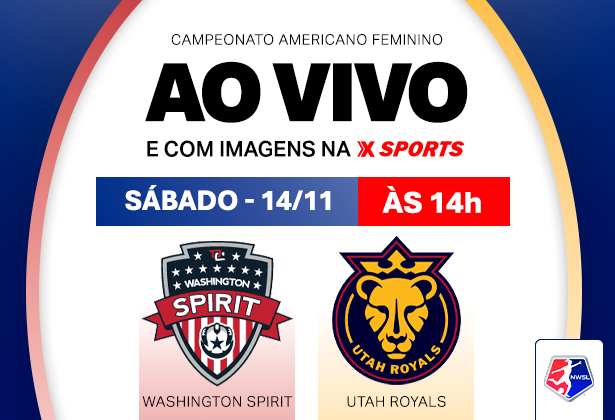 CAMPEONATO AMERICANO FEMININO
AO VIVO
E COM IMAGENS NA X SPORTS
SÁBADO - 14/11 ÀS 14h
DC
WASHINGTON
SPIRIT
UTAH ROYALS
WASHINGTON SPIRIT UTAH ROYALS
NWSL